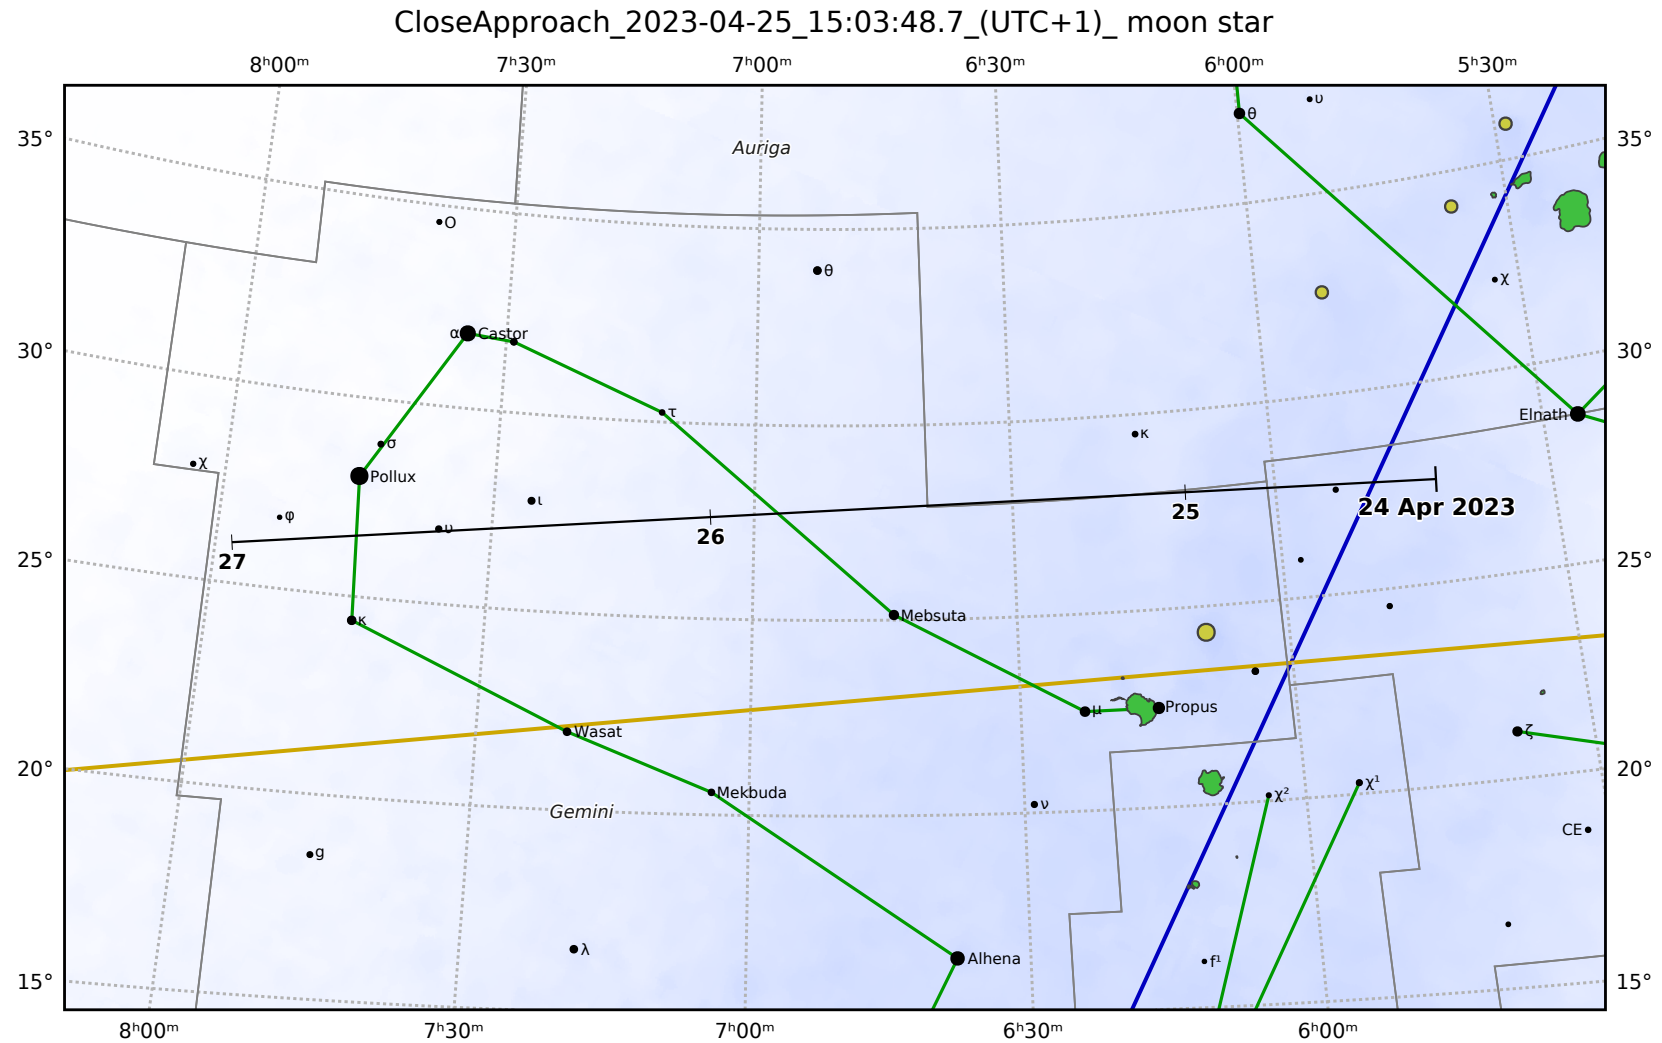 CloseApproach_2023-04-25_15:03:48.7_(UTC+1)_ moon star
8ʰ00ᵐ 7ʰ30ᵐ 7ʰ00ᵐ 6ʰ30ᵐ 6ʰ00ᵐ 5ʰ30ᵐ
υ
θ
35° 35°
Auriga
O
θ
χ
α Castor
30° 30°
τ
Elnath
κ
σ
χ
Pollux
ι
24 Apr 2023
25
φ
υ
26
27
25° 25°
Mebsuta
κ
μ Propus
Wasat
ζ
20° 20°
χ¹
Mekbuda
χ²
ν
Gemini
CE
g
λ
Alhena
f¹
15° 15°
8ʰ00ᵐ 7ʰ30ᵐ 7ʰ00ᵐ 6ʰ30ᵐ 6ʰ00ᵐ